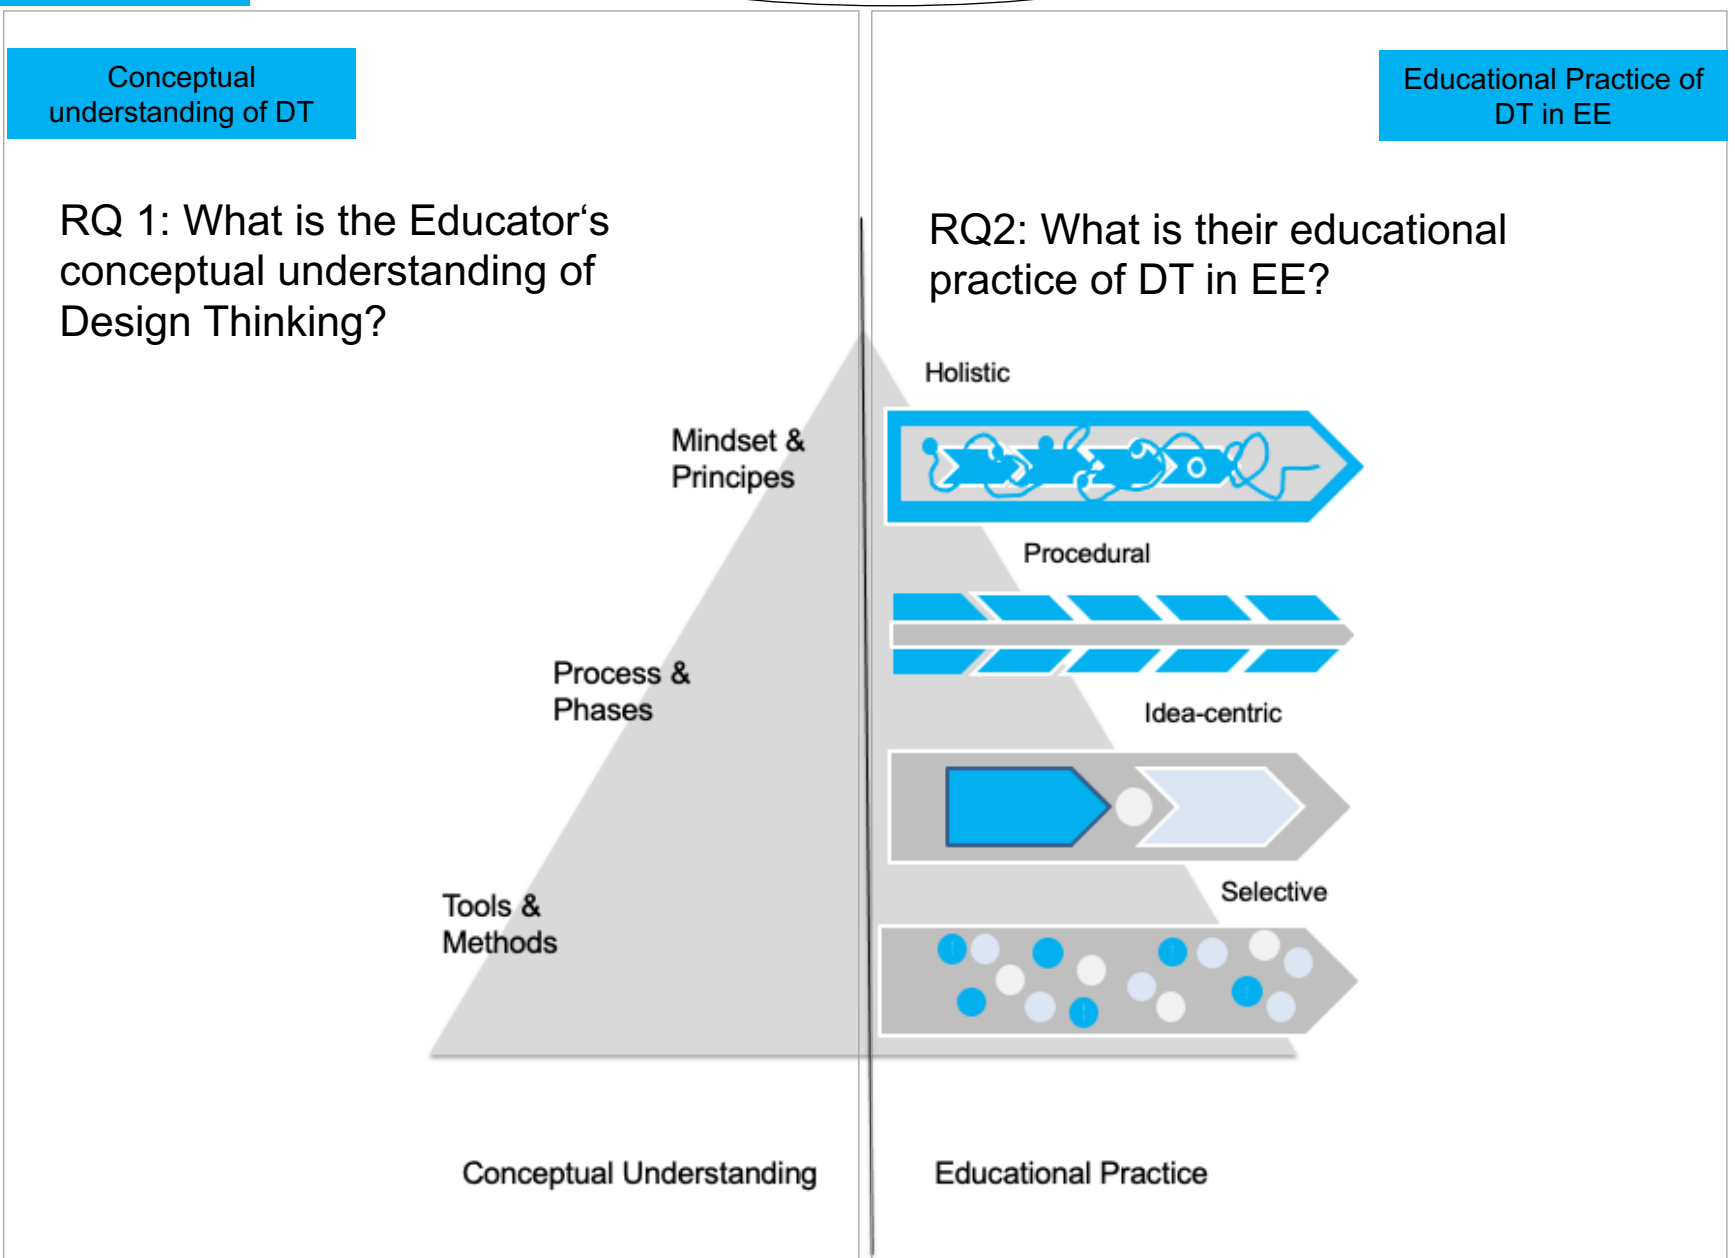 Conceptual
understanding of DT
RQ 1: What is the Educator‘s
conceptual understanding of
Design Thinking?
Mindset &
Principes
Process &
Phases
Tools &
Methods
Conceptual Understanding
Educational Practice of
DT in EE
RQ2: What is their educational
practice of DT in EE?
Holistic
Procedural
Idea-centric
Selective
Educational Practice